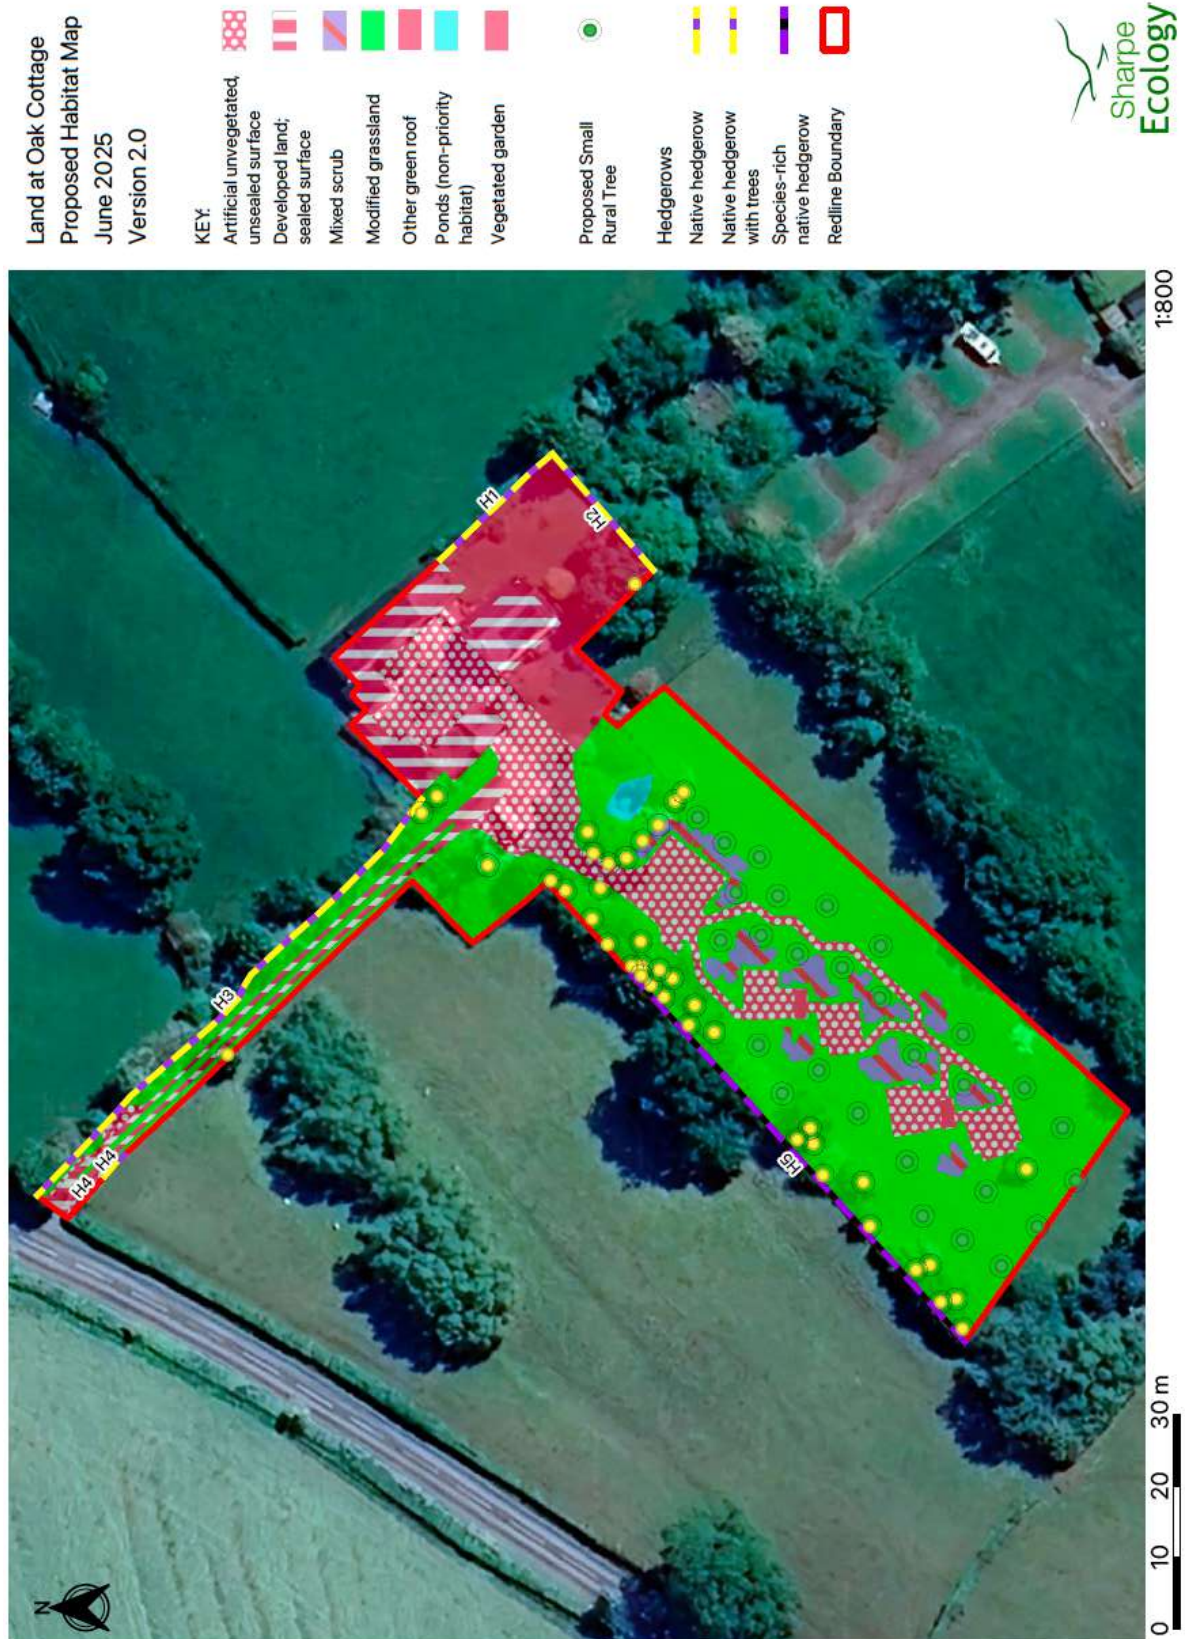 Land at Oak Cottage
Proposed Habitat Map
June 2025
Version 2.0
KEY:
Artificial unvegetated,
unsealed surface
Developed land;
sealed surface
Mixed scrub
Modified grassland
Other green roof
Ponds (non-priority
habitat)
Vegetated garden
Proposed Small
Rural Tree
Hedgerows
Native hedgerow
Native hedgerow
with trees
Species-rich
native hedgerow
Redline Boundary
Sharpe
Ecology
N
H4
H4
H3
H1
H2
H5
0 10 20 30 m
1:800